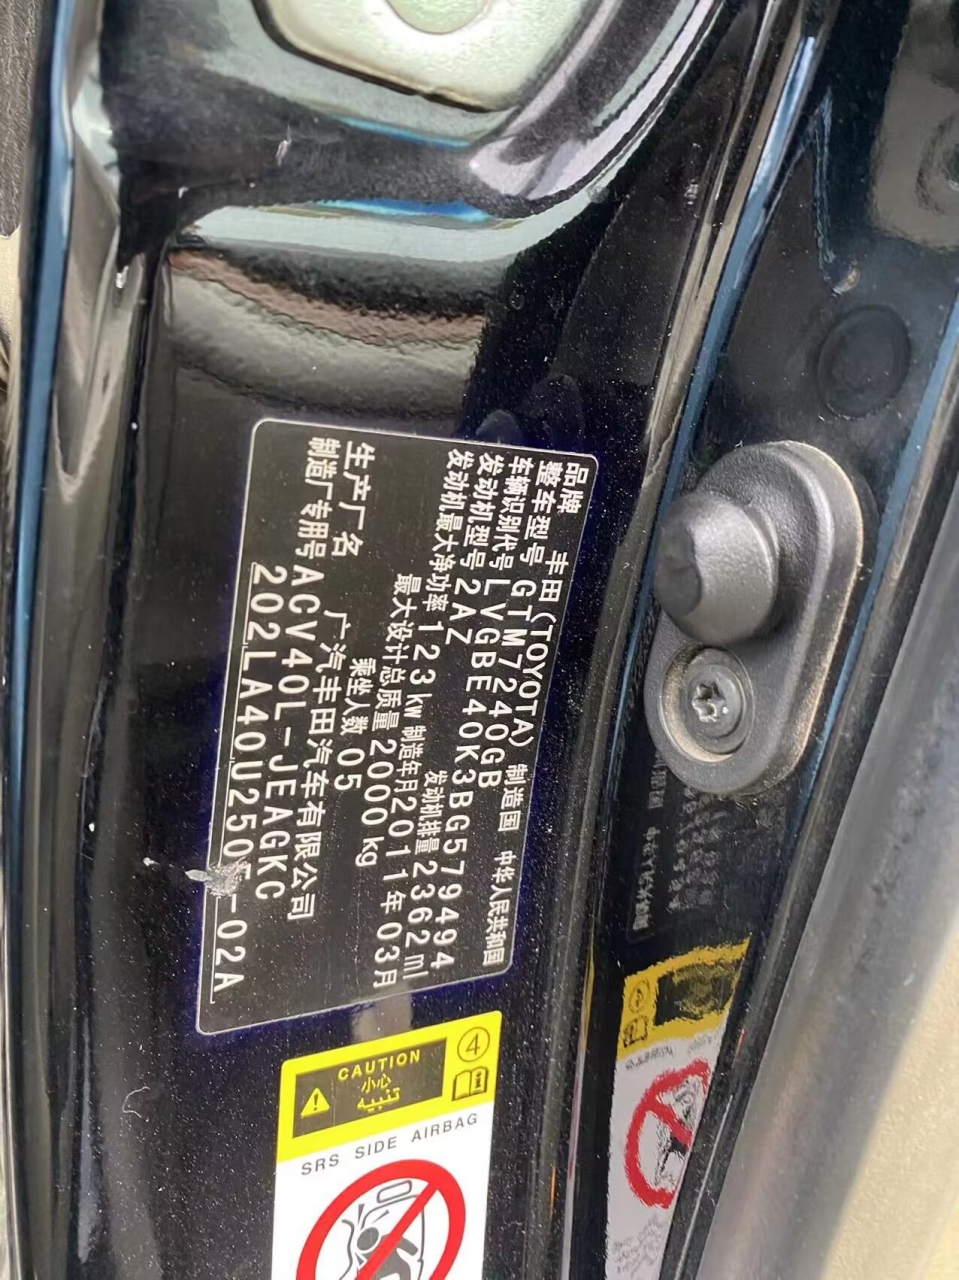 品牌 丰田(TOYOTA) 制造国 中华人民共和国
整车型号 GTM7240GB
车辆识别代号 LVGBE40K3BG579494
发动机型号 2AZ 发动机排量 2362ml
发动机最大净功率 123kw 制造年月 2011年03月
最大设计总质量 2000kg
乘坐人数 05
生产厂名 广汽丰田汽车有限公司
制造厂专用号 ACV40L-JEAGKC
202LA40U250 -02A
CAUTION
小心
تنبيه
④
SRS SIDE AIRBAG